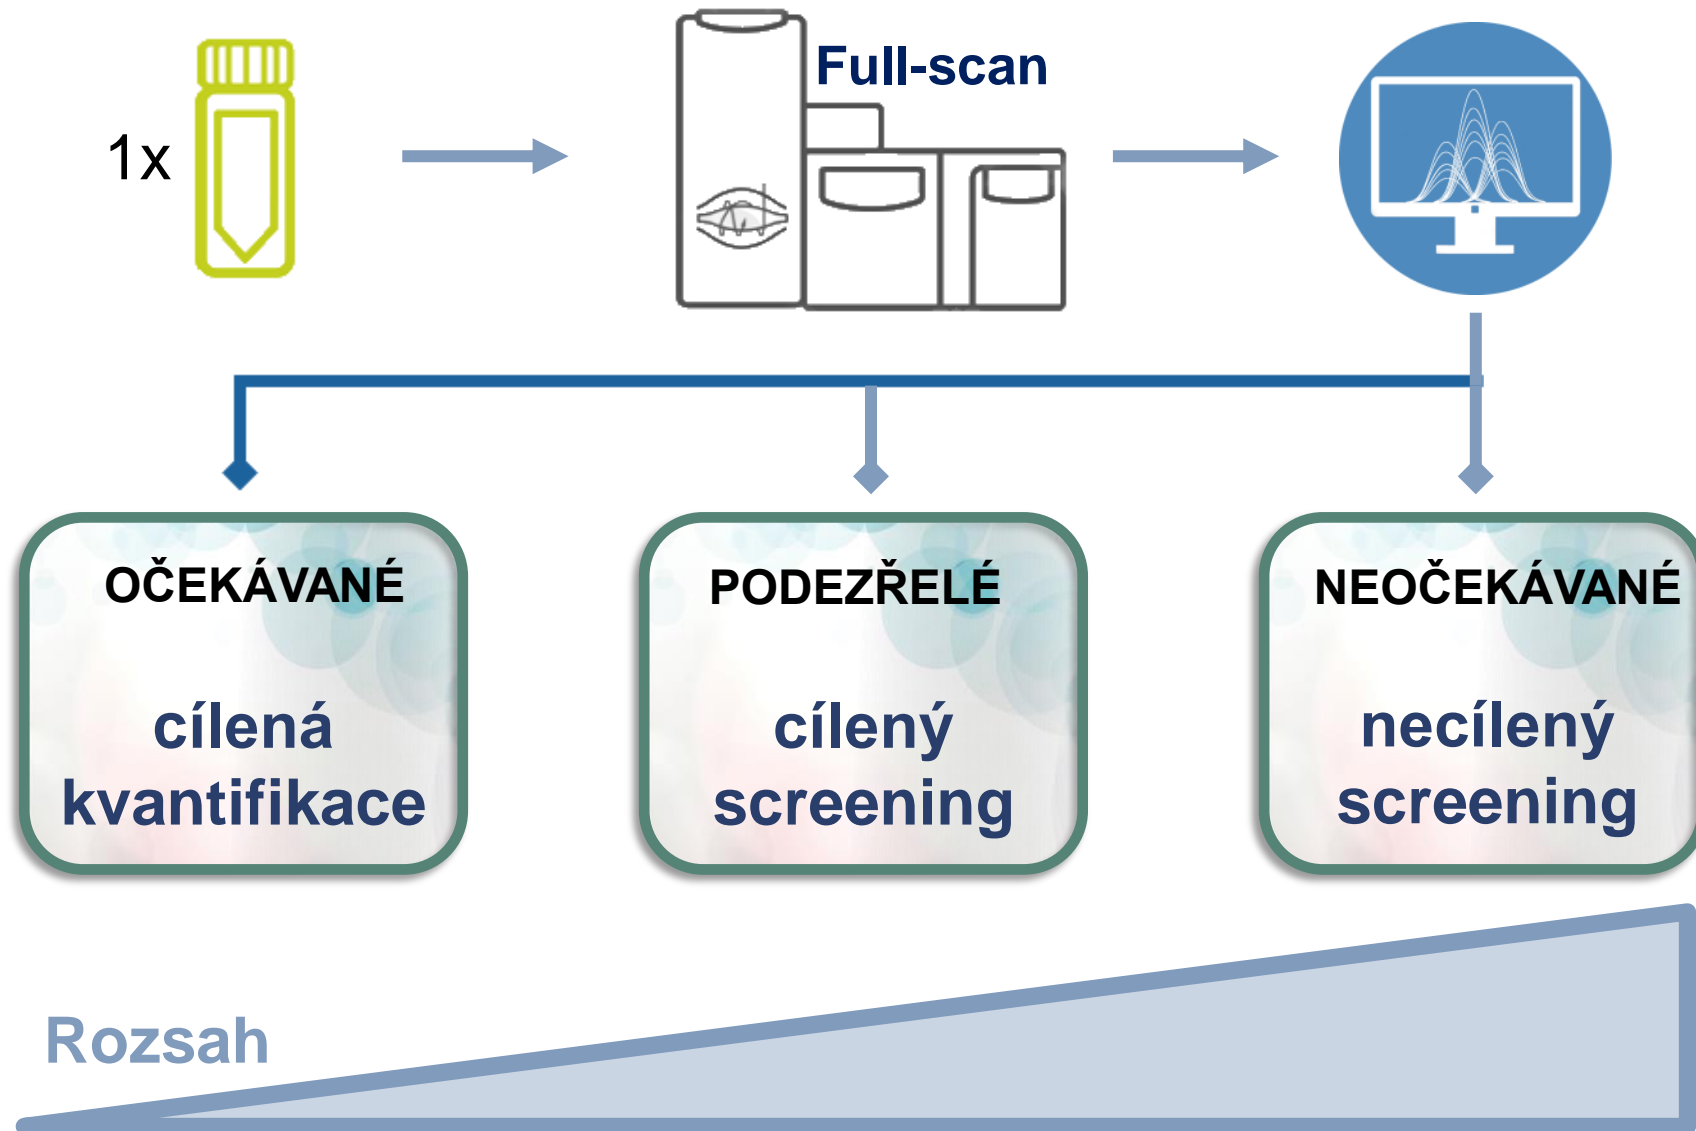 Full-scan
1x
OČEKÁVANÉ
cílená
kvantifikace
PODEZŘELÉ
cílený
screening
NEOČEKÁVANÉ
necílený
screening
Rozsah